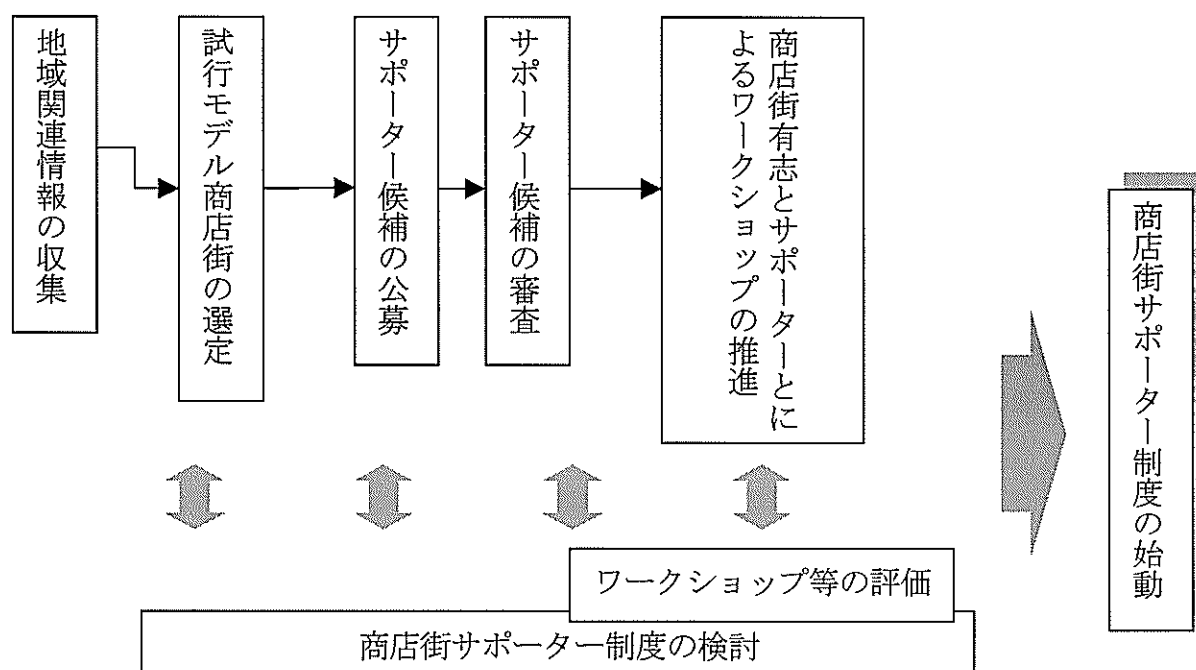 地域関連情報の収集
試行モデル商店街の選定
サポーター候補の公募
サポーター候補の審査
商店街有志とサポーターとに
よるワークショップの推進
商店街サポーター制度の始動
ワークショップ等の評価
商店街サポーター制度の検討